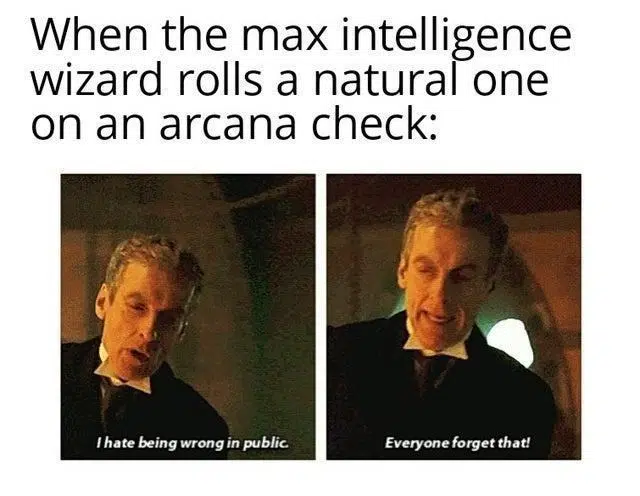 When the max intelligence
wizard rolls a natural one
on an arcana check:
I hate being wrong in public.
Everyone forget that!